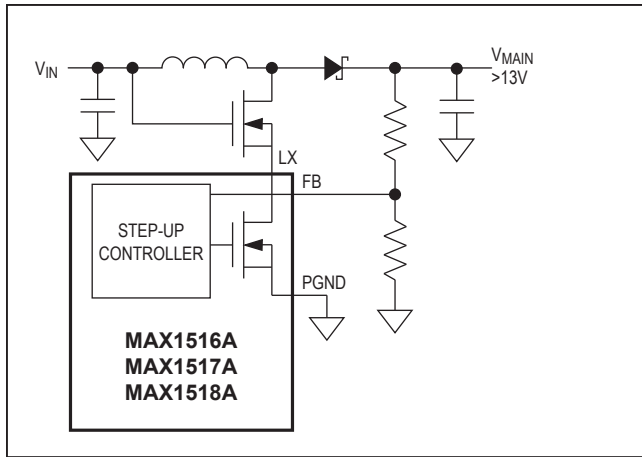 VIN
VMAIN
>13V
LX
FB
STEP-UP
CONTROLLER
PGND
MAX1516A
MAX1517A
MAX1518A